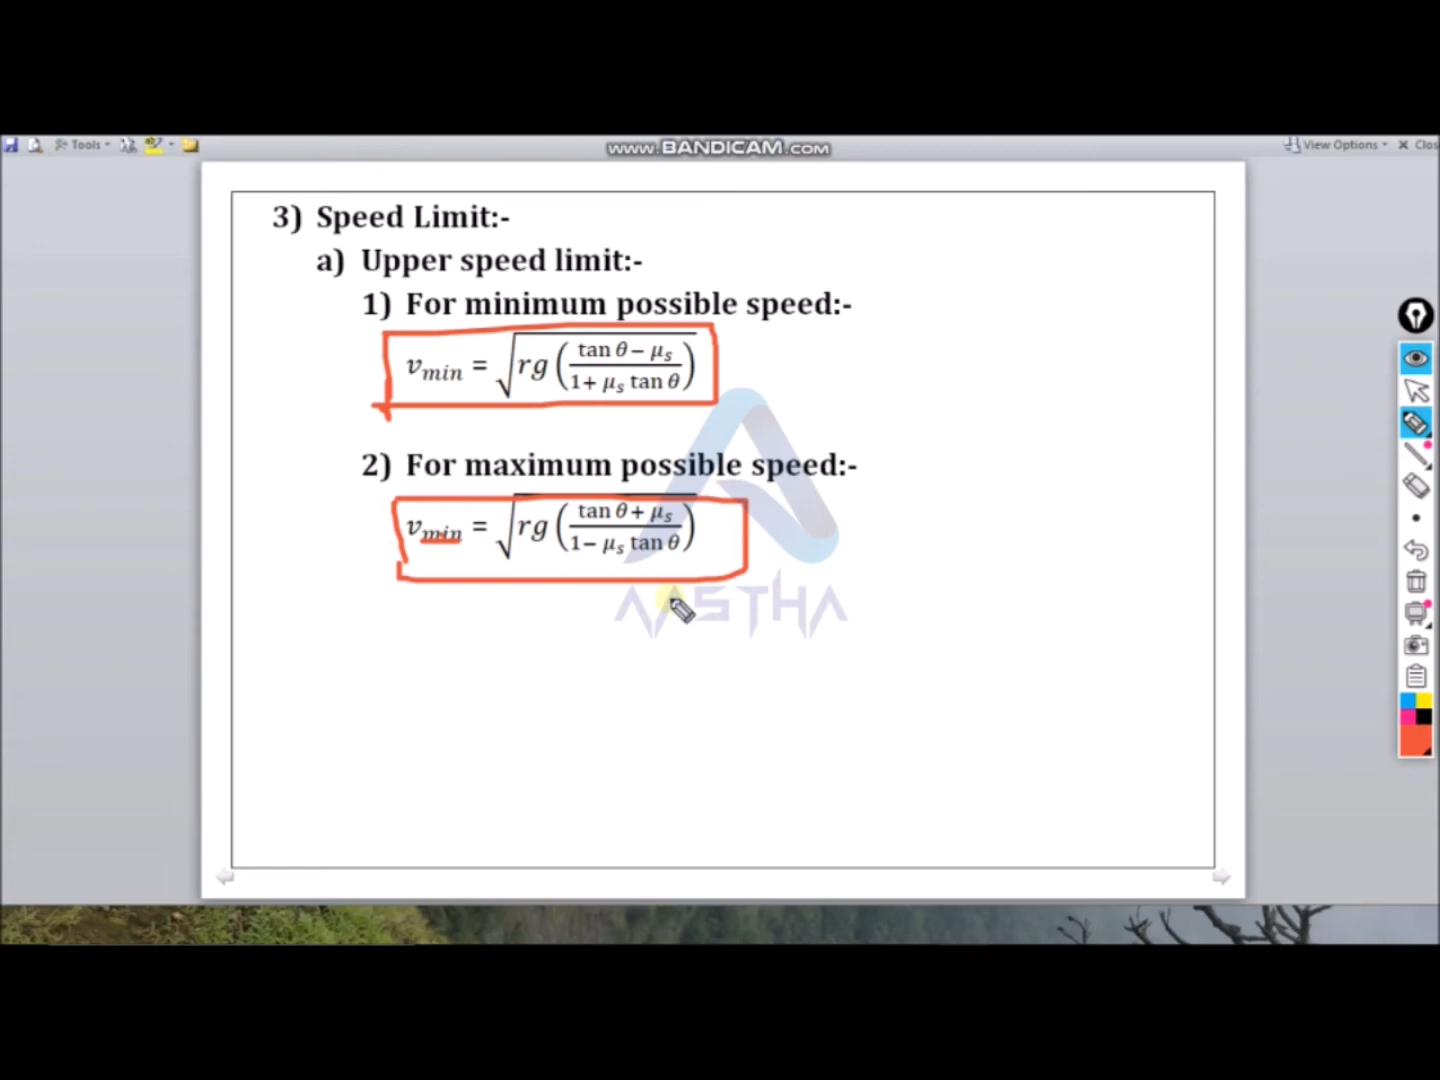 Tools
www.BANDICAM.com
View Options
Clos
3) Speed Limit:-
a) Upper speed limit:-
1) For minimum possible speed:-
v_min = √(rg((tan θ − μ_s)/(1+ μ_s tan θ)))
2) For maximum possible speed:-
v_min = √(rg((tan θ + μ_s)/(1− μ_s tan θ)))
AASTHA